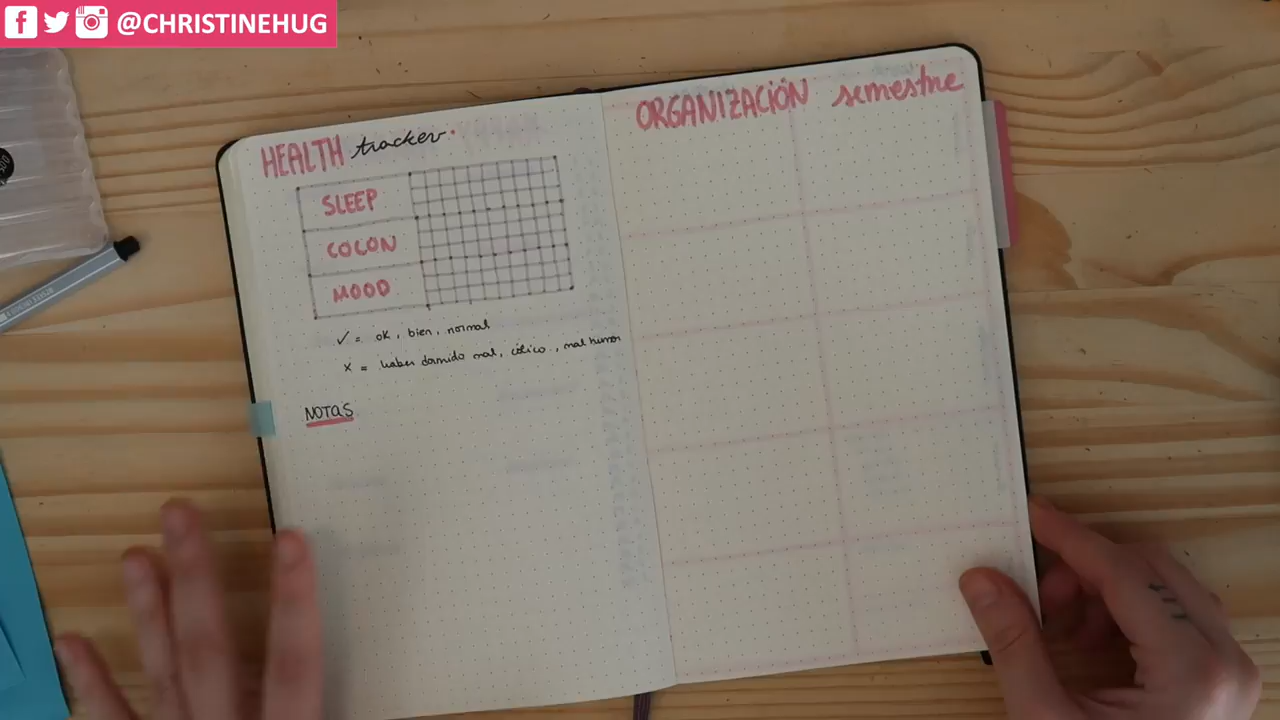 @CHRISTINEHUG
HEALTH tracker
SLEEP
COLON
MOOD
✓ = ok, bien, normal
x = haber dormido mal, cólico, mal humor
NOTAS
ORGANIZACIÓN semestre